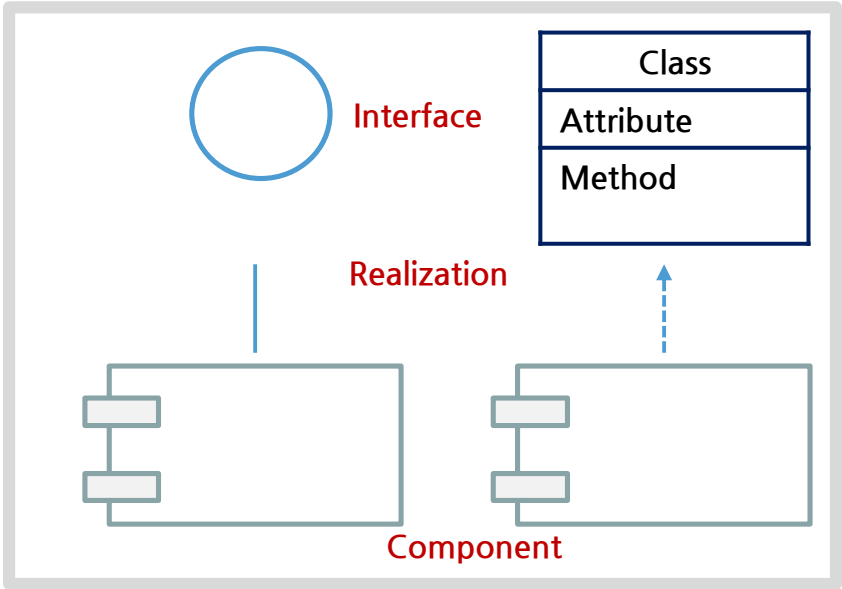 Class
Interface
Attribute
Method
Realization
Component